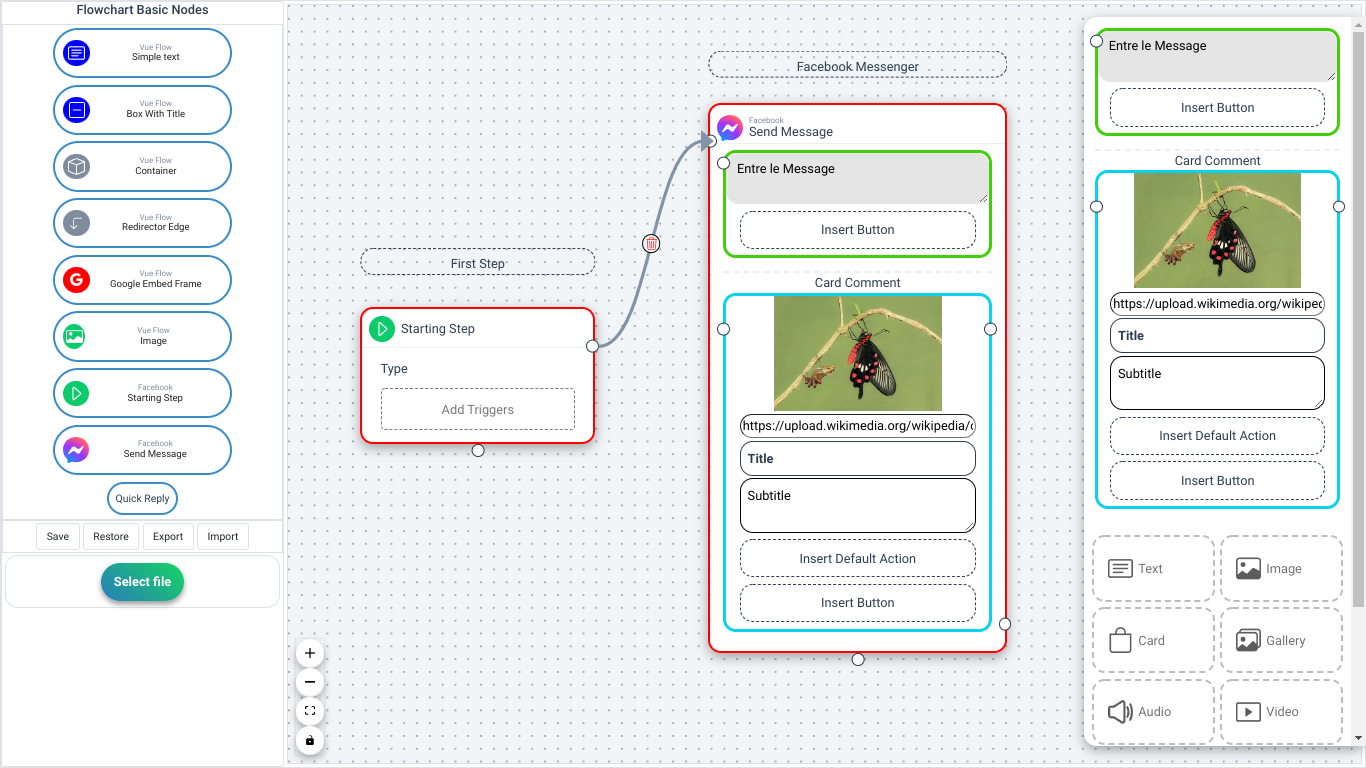 Flowchart Basic Nodes
Vue Flow
Simple text
Vue Flow
Box With Title
Vue Flow
Container
Vue Flow
Redirector Edge
Vue Flow
Google Embed Frame
Vue Flow
Image
Facebook
Starting Step
Facebook
Send Message
Quick Reply
Save Restore Export Import
Select file
First Step
Starting Step
Type
Add Triggers
Facebook Messenger
Facebook
Send Message
Entre le Message
Insert Button
Card Comment
https://upload.wikimedia.org/wikipedia/
Title
Subtitle
Insert Default Action
Insert Button
Entre le Message
Insert Button
Card Comment
https://upload.wikimedia.org/wikiped
Title
Subtitle
Insert Default Action
Insert Button
Text Image
Card Gallery
Audio Video